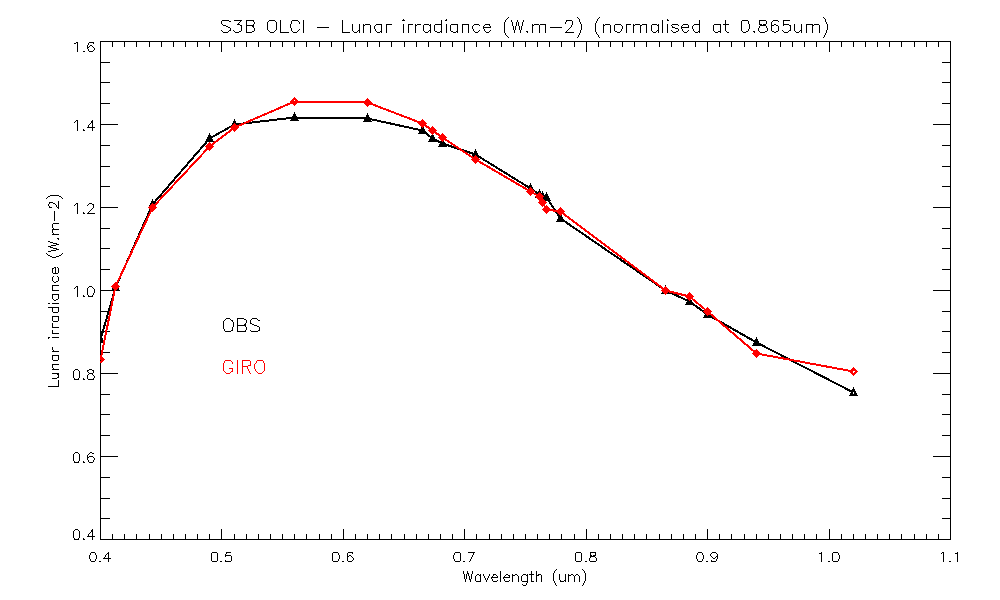 S3B OLCI – Lunar irradiance (W.m–2) (normalised at 0.865um)
1.6
1.4
1.2
1.0
0.8
0.6
0.4
Lunar irradiance (W.m–2)
OBS
GIRO
0.4 0.5 0.6 0.7 0.8 0.9 1.0 1.1
Wavelength (um)